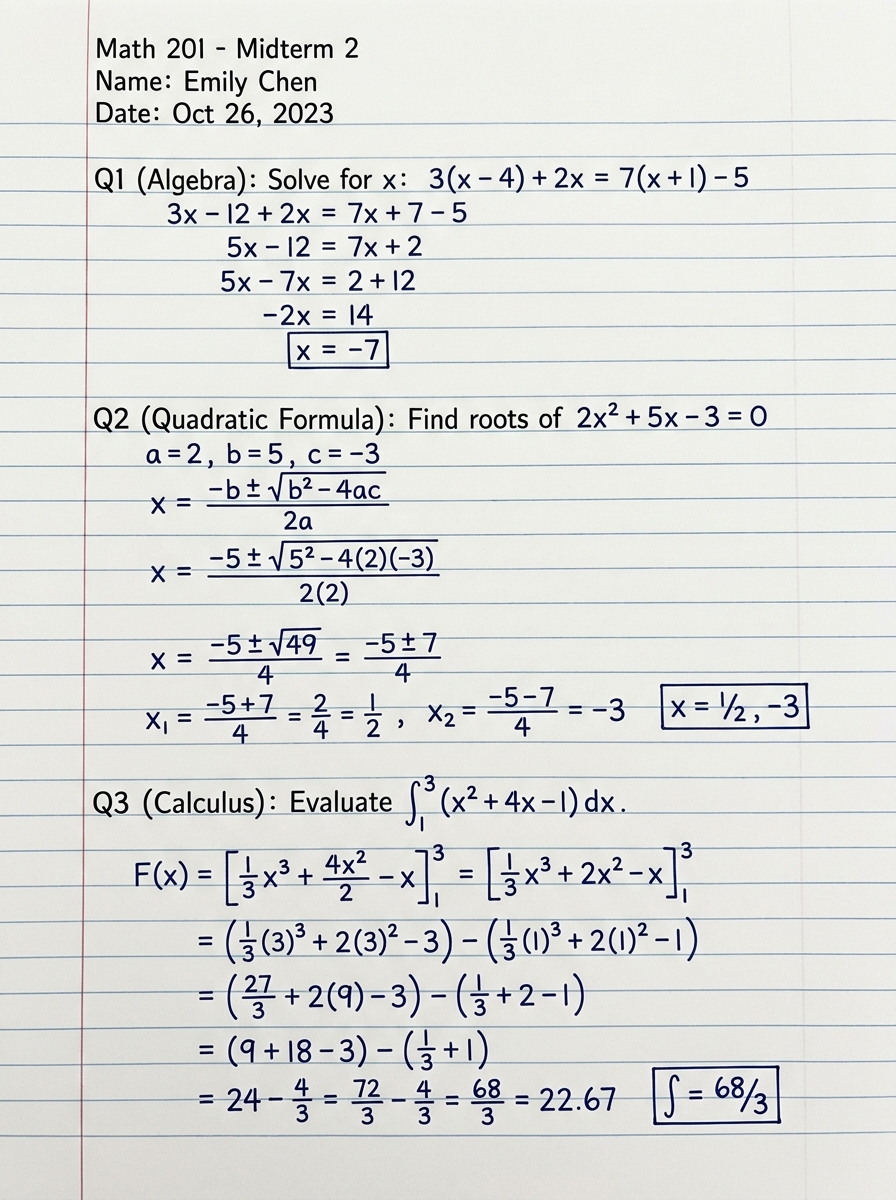 Math 201 - Midterm 2
Name: Emily Chen
Date: Oct 26, 2023
Q1 (Algebra): Solve for x: 3(x − 4) + 2x = 7(x + 1) − 5
3x − 12 + 2x = 7x + 7 − 5
5x − 12 = 7x + 2
5x − 7x = 2 + 12
−2x = 14
x = −7
Q2 (Quadratic Formula): Find roots of 2x² + 5x − 3 = 0
a = 2, b = 5, c = −3
x = (−b ± √(b² − 4ac)) / 2a
x = (−5 ± √(5² − 4(2)(−3))) / 2(2)
x = (−5 ± √49) / 4 = (−5 ± 7) / 4
x₁ = (−5 + 7) / 4 = 2/4 = 1/2 , x₂ = (−5 − 7) / 4 = −3 x = ½, −3
Q3 (Calculus): Evaluate ∫₁³ (x² + 4x − 1) dx.
F(x) = [1/3 x³ + 4x²/2 − x]₁³ = [1/3 x³ + 2x² − x]₁³
= (1/3 (3)³ + 2(3)² − 3) − (1/3 (1)³ + 2(1)² − 1)
= (27/3 + 2(9) − 3) − (1/3 + 2 − 1)
= (9 + 18 − 3) − (1/3 + 1)
= 24 − 4/3 = 72/3 − 4/3 = 68/3 = 22.67 ∫ = 68/3